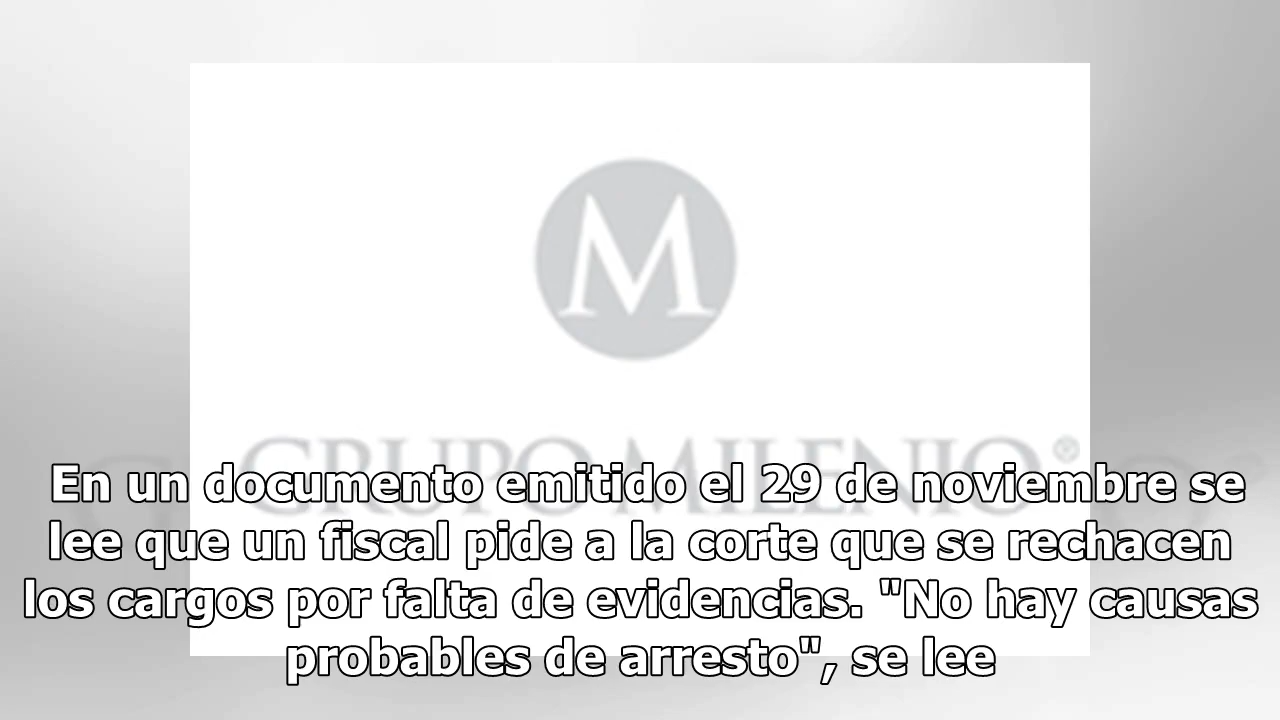 M
GRUPO MILENIO®
En un documento emitido el 29 de noviembre se
lee que un fiscal pide a la corte que se rechacen
los cargos por falta de evidencias. "No hay causas
probables de arresto", se lee